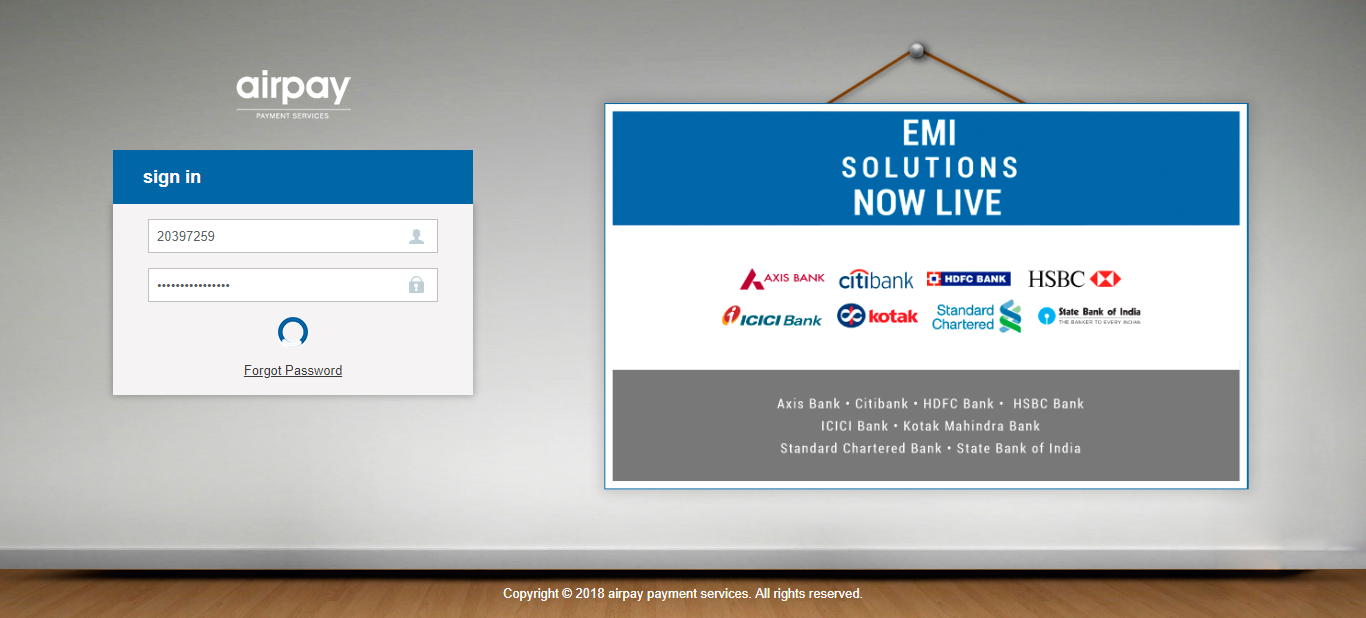 airpay
PAYMENT SERVICES
sign in
20397259
••••••••••••••••
Forgot Password
EMI
SOLUTIONS
NOW LIVE
AXIS BANK citibank HDFC BANK HSBC
ICICI Bank kotak Standard Chartered State Bank of India
THE BANKER TO EVERY INDIAN
Axis Bank • Citibank • HDFC Bank • HSBC Bank
ICICI Bank • Kotak Mahindra Bank
Standard Chartered Bank • State Bank of India
Copyright © 2018 airpay payment services. All rights reserved.